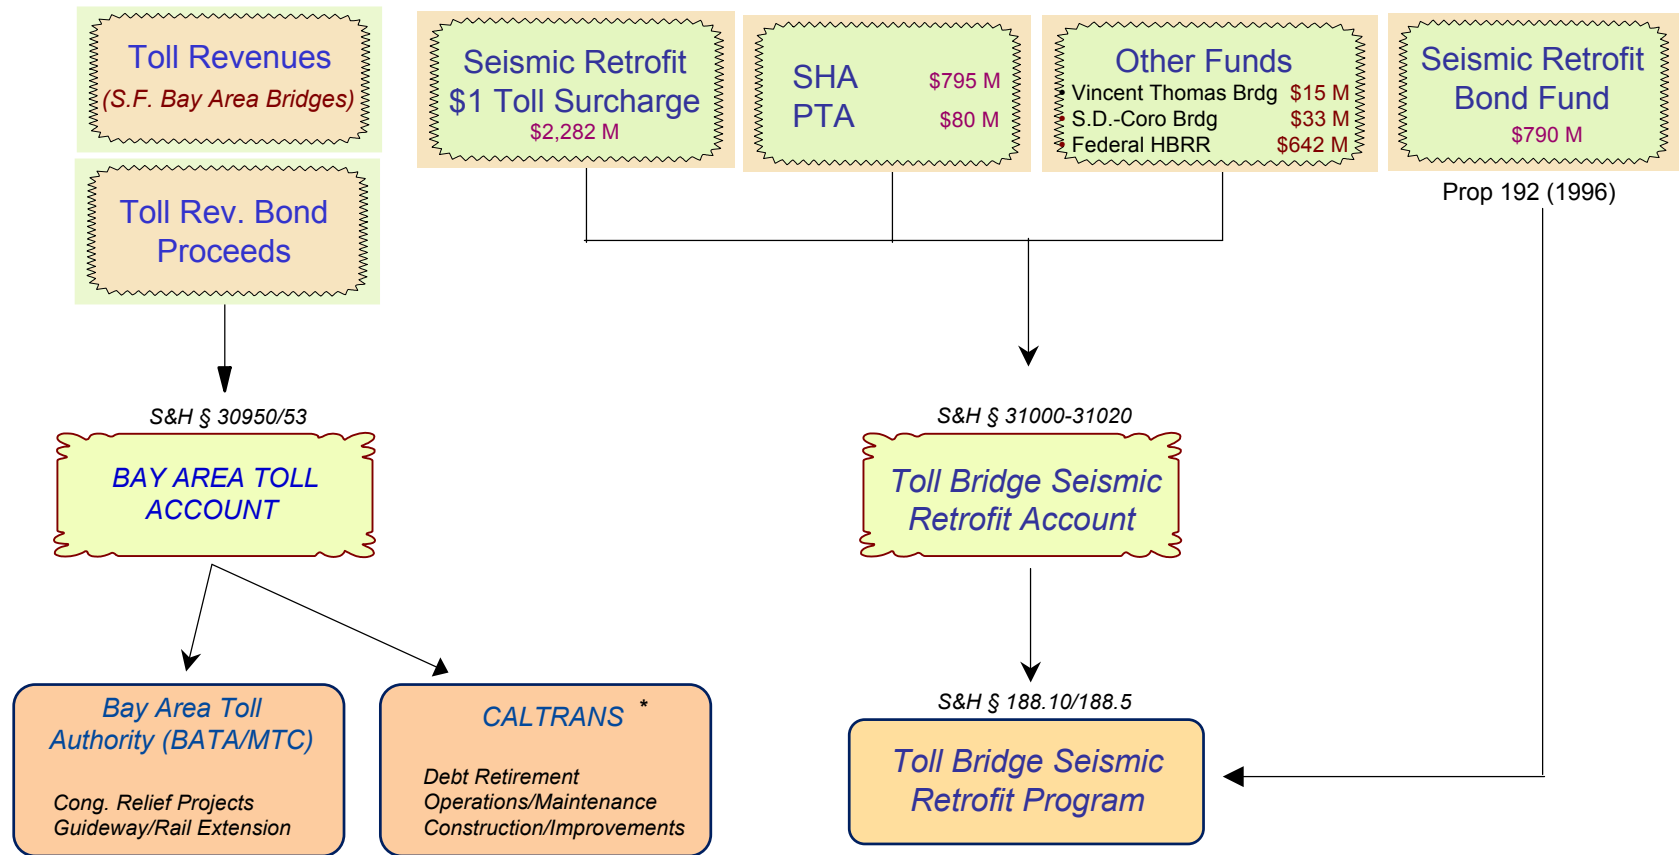 Toll Revenues
(S.F. Bay Area Bridges)
Toll Rev. Bond
Proceeds
Seismic Retrofit
$1 Toll Surcharge
$2,282 M
SHA $795 M
PTA $80 M
Other Funds
• Vincent Thomas Brdg $15 M
• S.D.-Coro Brdg $33 M
• Federal HBRR $642 M
Seismic Retrofit
Bond Fund
$790 M
Prop 192 (1996)
S&H § 30950/53
BAY AREA TOLL
ACCOUNT
S&H § 31000-31020
Toll Bridge Seismic
Retrofit Account
Bay Area Toll
Authority (BATA/MTC)
Cong. Relief Projects
Guideway/Rail Extension
CALTRANS *
Debt Retirement
Operations/Maintenance
Construction/Improvements
S&H § 188.10/188.5
Toll Bridge Seismic
Retrofit Program